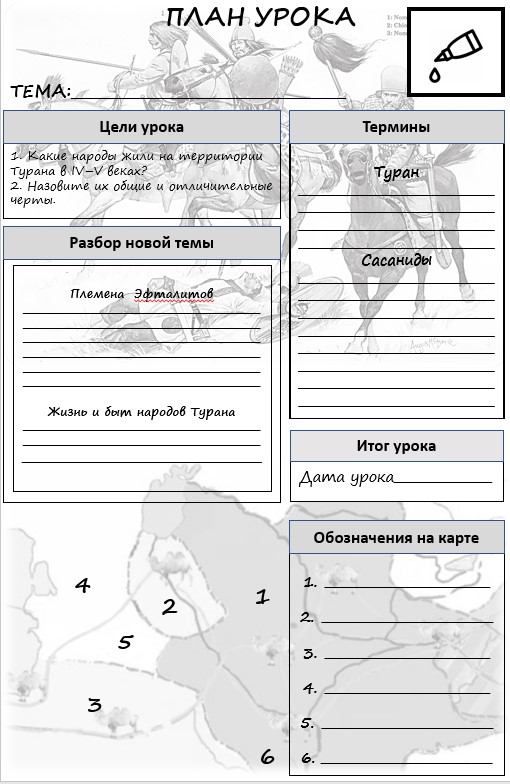 ПЛАН УРОКА
ТЕМА:
Цели урока
1. Какие народы жили на территории
Турана в IV–V веках?
2. Назовите их общие и отличительные
черты.
Термины
Туран
Сасаниды
Разбор новой темы
Племена Эфталитов
Жизнь и быт народов Турана
Итог урока
Дата урока
Обозначения на карте
1.
2.
3.
4.
5.
6.
4
2
1
5
3
6